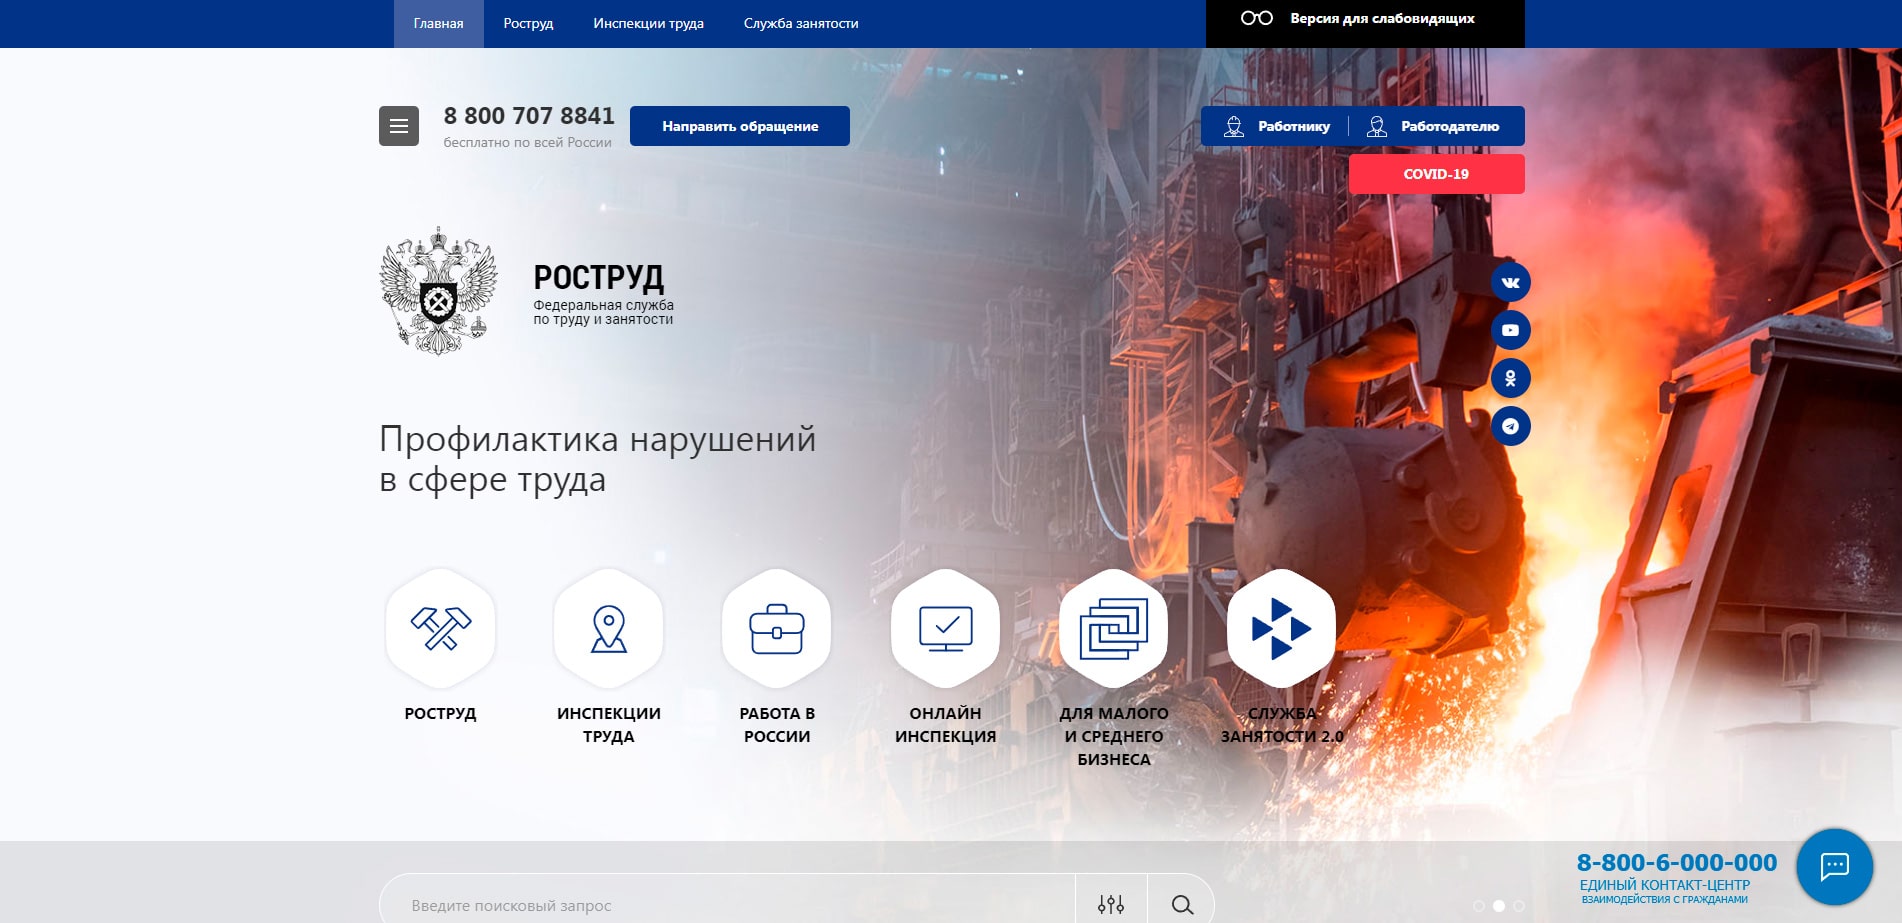 Главная
Роструд
Инспекции труда
Служба занятости
Версия для слабовидящих
8 800 707 8841
бесплатно по всей России
Направить обращение
Работнику
Работодателю
COVID-19
РОСТРУД
Федеральная служба
по труду и занятости
Профилактика нарушений
в сфере труда
РОСТРУД
ИНСПЕКЦИИ
ТРУДА
РАБОТА В
РОССИИ
ОНЛАЙН
ИНСПЕКЦИЯ
ДЛЯ МАЛОГО
И СРЕДНЕГО
БИЗНЕСА
СЛУЖБА
ЗАНЯТОСТИ 2.0
8-800-6-000-000
ЕДИНЫЙ КОНТАКТ-ЦЕНТР
ВЗАИМОДЕЙСТВИЯ С ГРАЖДАНАМИ
Введите поисковый запрос